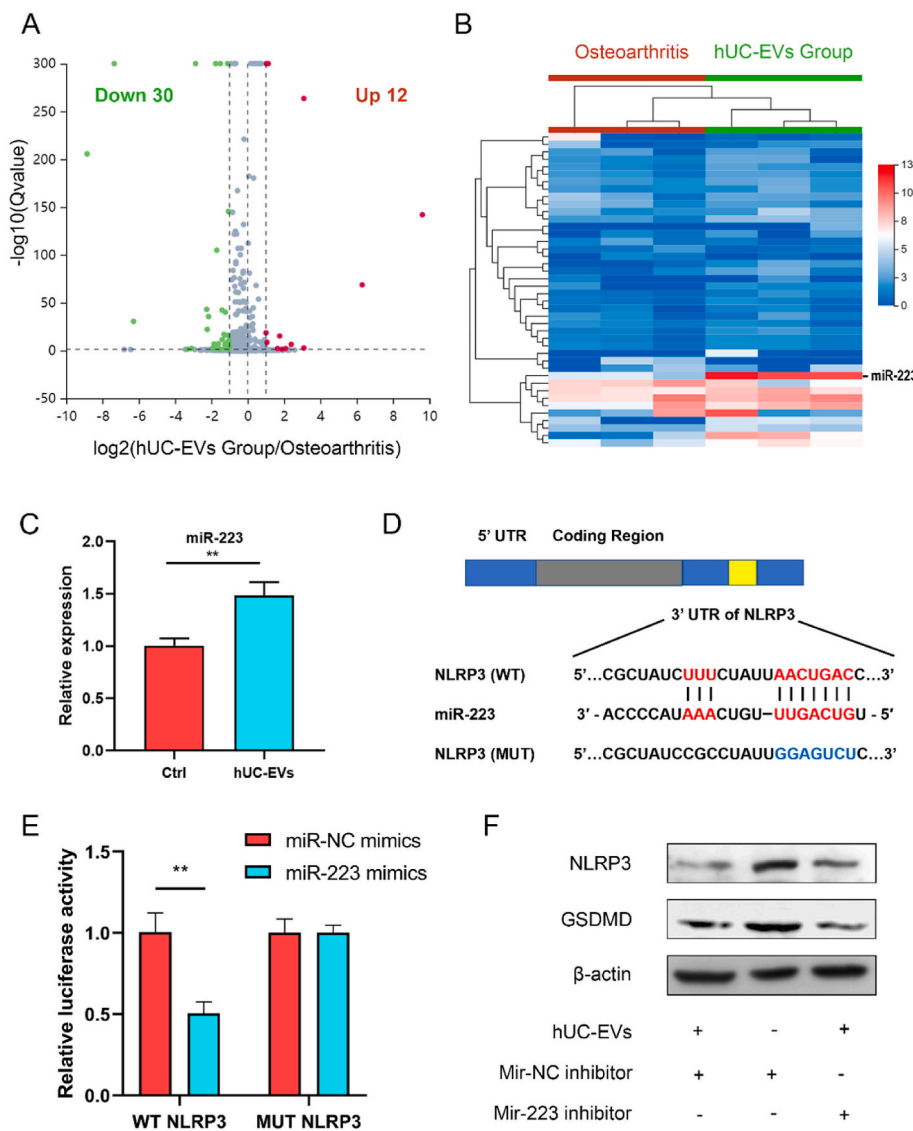 A
300
250
200
150
100
50
0
-50
-10 -8 -6 -4 -2 0 2 4 6 8 10
-log10(Qvalue)
log2(hUC-EVs Group/Osteoarthritis)
Down 30
Up 12
B
Osteoarthritis hUC-EVs Group
13
10
8
5
3
0
miR-223
C
miR-223
**
2.0
1.5
1.0
0.5
0.0
Relative expression
Ctrl hUC-EVs
D
5' UTR Coding Region
3' UTR of NLRP3
NLRP3 (WT) 5'...CGCUAUCUUUCUAUUAACUGACC...3'
miR-223 3' - ACCCCAUAAACUGU–UUGACUGU - 5'
NLRP3 (MUT) 5'...CGCUAUCCGCCUAUUGGAGUCUC...3'
E
miR-NC mimics
miR-223 mimics
**
1.5
1.0
0.5
0.0
Relative luciferase activity
WT NLRP3 MUT NLRP3
F
NLRP3
GSDMD
β-actin
hUC-EVs + - +
Mir-NC inhibitor + + -
Mir-223 inhibitor - - +